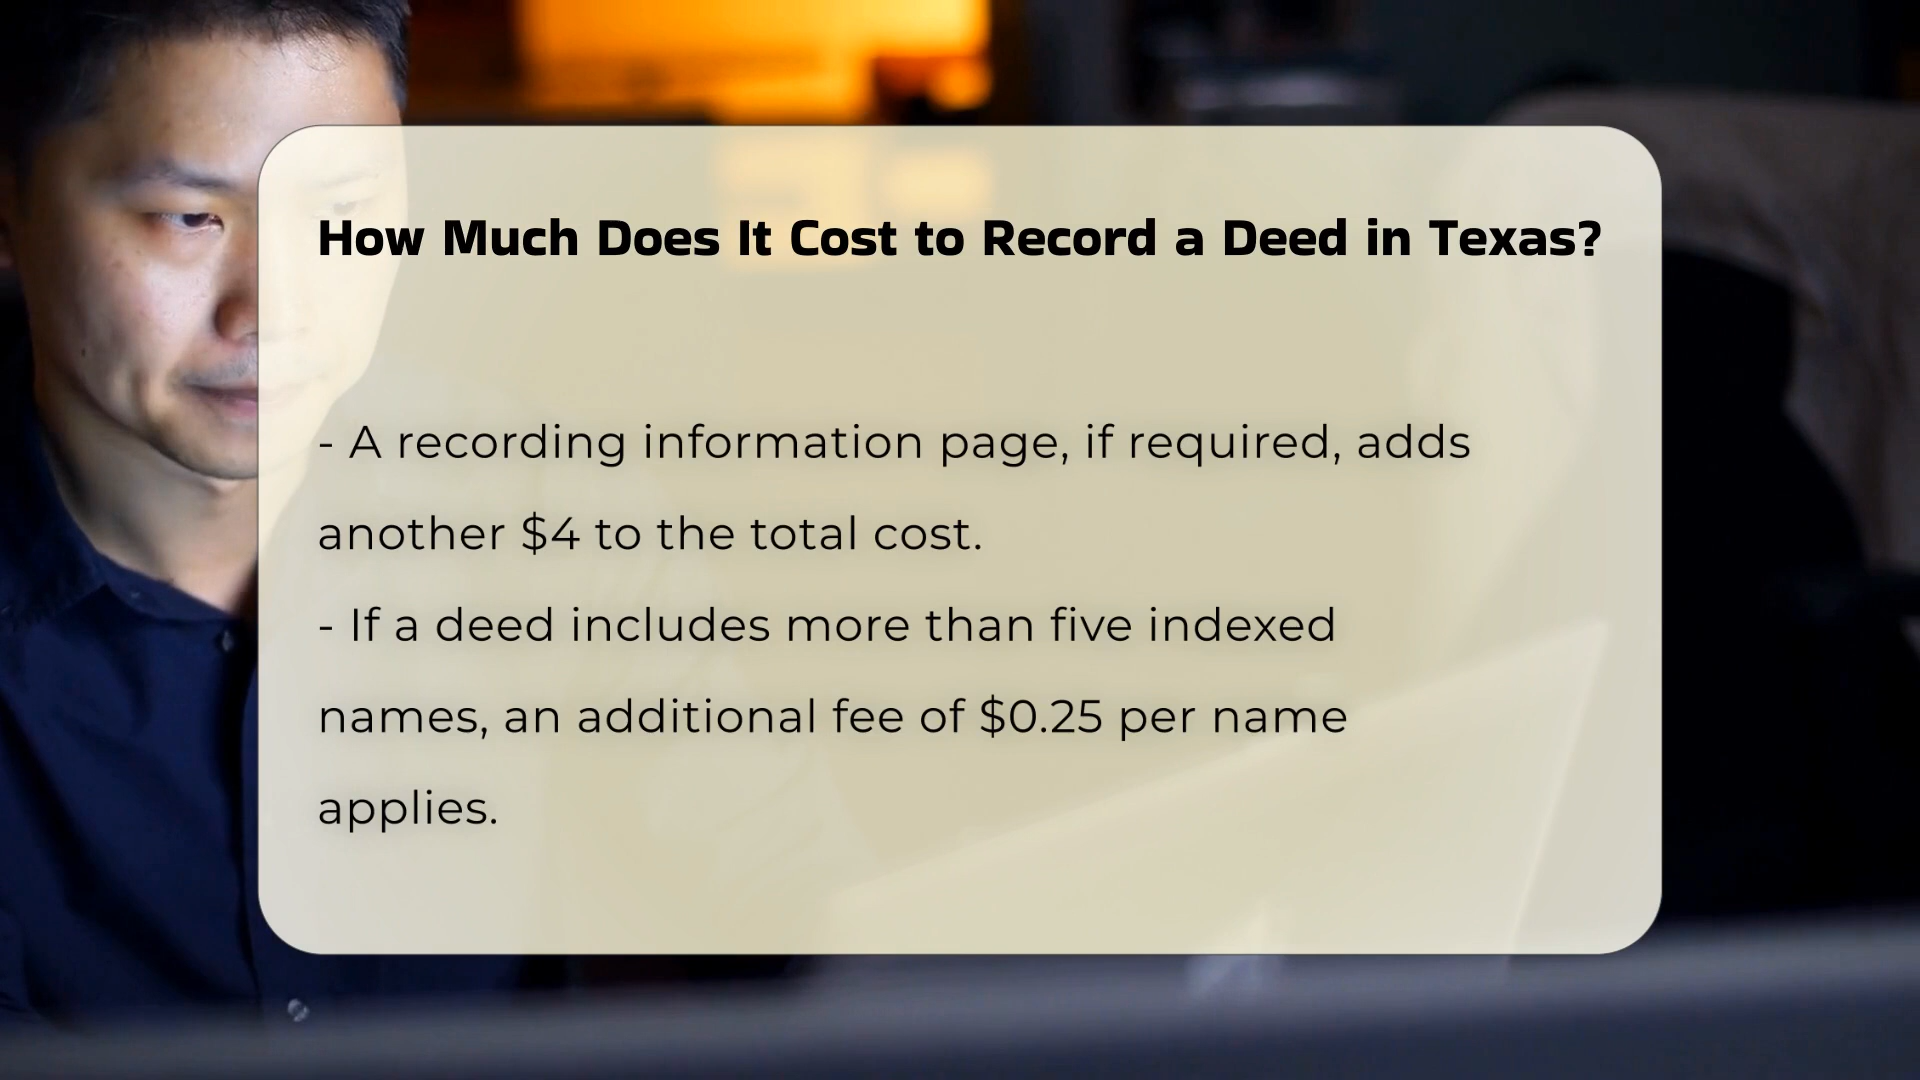 How Much Does It Cost to Record a Deed in Texas?
- A recording information page, if required, adds
another $4 to the total cost.
- If a deed includes more than five indexed
names, an additional fee of $0.25 per name
applies.